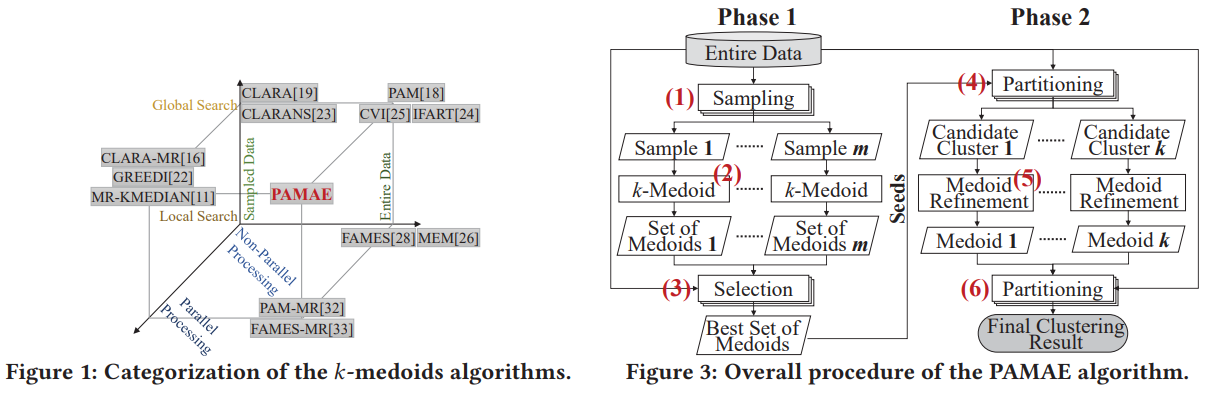 CLARA[19]
PAM[18]
Global Search
CLARANS[23]
CVI[25] IFART[24]
CLARA-MR[16]
GREEDI[22]
MR-KMEDIAN[11]
Sampled Data
PAMAE
Entire Data
Local Search
Non-Parallel
Processing
FAMES[28] MEM[26]
Parallel
Processing
PAM-MR[32]
FAMES-MR[33]
Figure 1: Categorization of the k-medoids algorithms.
Phase 1
Phase 2
Entire Data
(1) Sampling
Sample 1 ...... Sample m
(2)
k-Medoid ...... k-Medoid
Set of
Medoids 1 ...... Set of
Medoids m
(3) Selection
Best Set of
Medoids
Seeds
(4) Partitioning
Candidate
Cluster 1 ...... Candidate
Cluster k
(5)
Medoid
Refinement ...... Medoid
Refinement
Medoid 1 ...... Medoid k
(6) Partitioning
Final Clustering
Result
Figure 3: Overall procedure of the PAMAE algorithm.